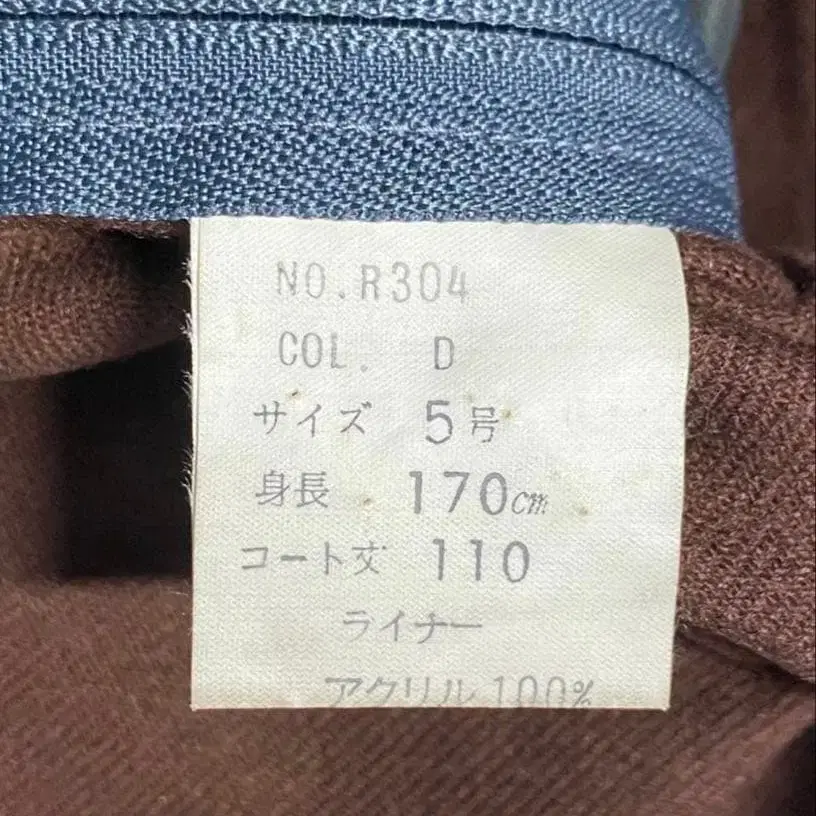 NO.R304
COL. D
サイズ 5号
身長 170cm
コート丈 110
ライナー
アクリル100%